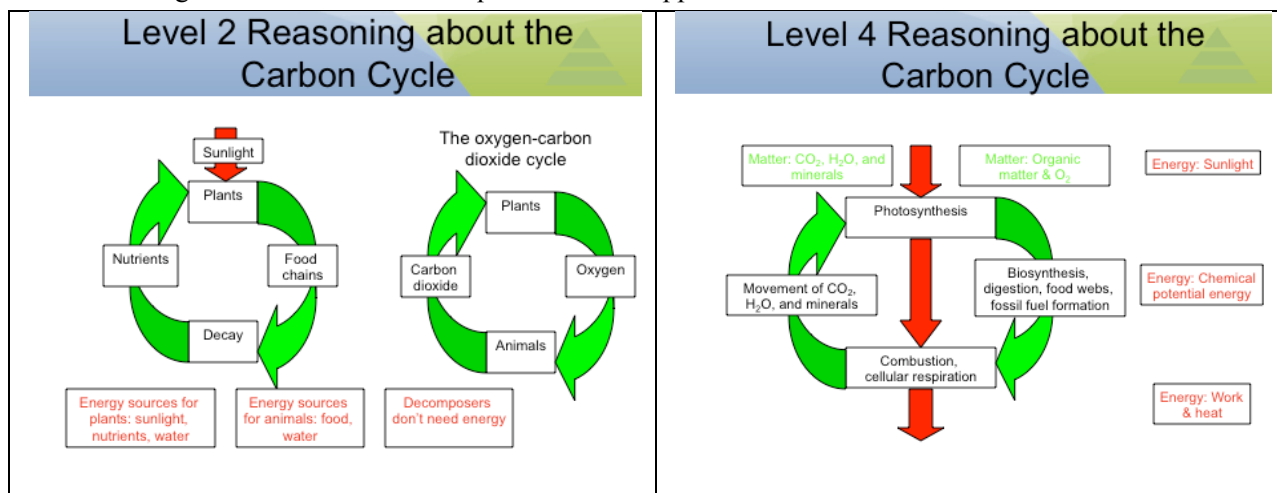 Level 2 Reasoning about the
Carbon Cycle
Sunlight
Plants
Nutrients
Food
chains
Decay
The oxygen-carbon
dioxide cycle
Plants
Carbon
dioxide
Oxygen
Animals
Energy sources for
plants: sunlight,
nutrients, water
Energy sources
for animals: food,
water
Decomposers
don't need energy
Level 4 Reasoning about the
Carbon Cycle
Matter: CO₂, H₂O, and
minerals
Matter: Organic
matter & O₂
Energy: Sunlight
Photosynthesis
Movement of CO₂,
H₂O, and minerals
Biosynthesis,
digestion, food webs,
fossil fuel formation
Energy: Chemical
potential energy
Combustion,
cellular respiration
Energy: Work
& heat